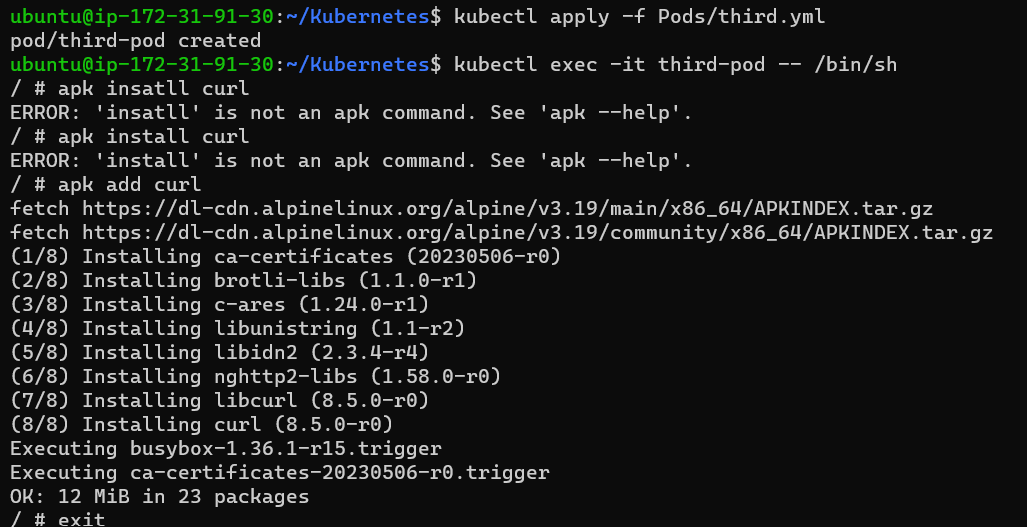 ubuntu@ip-172-31-91-30:~/Kubernetes$ kubectl apply -f Pods/third.yml
pod/third-pod created
ubuntu@ip-172-31-91-30:~/Kubernetes$ kubectl exec -it third-pod -- /bin/sh
/ # apk insatll curl
ERROR: 'insatll' is not an apk command. See 'apk --help'.
/ # apk install curl
ERROR: 'install' is not an apk command. See 'apk --help'.
/ # apk add curl
fetch https://dl-cdn.alpinelinux.org/alpine/v3.19/main/x86_64/APKINDEX.tar.gz
fetch https://dl-cdn.alpinelinux.org/alpine/v3.19/community/x86_64/APKINDEX.tar.gz
(1/8) Installing ca-certificates (20230506-r0)
(2/8) Installing brotli-libs (1.1.0-r1)
(3/8) Installing c-ares (1.24.0-r1)
(4/8) Installing libunistring (1.1-r2)
(5/8) Installing libidn2 (2.3.4-r4)
(6/8) Installing nghttp2-libs (1.58.0-r0)
(7/8) Installing libcurl (8.5.0-r0)
(8/8) Installing curl (8.5.0-r0)
Executing busybox-1.36.1-r15.trigger
Executing ca-certificates-20230506-r0.trigger
OK: 12 MiB in 23 packages
/ # exit